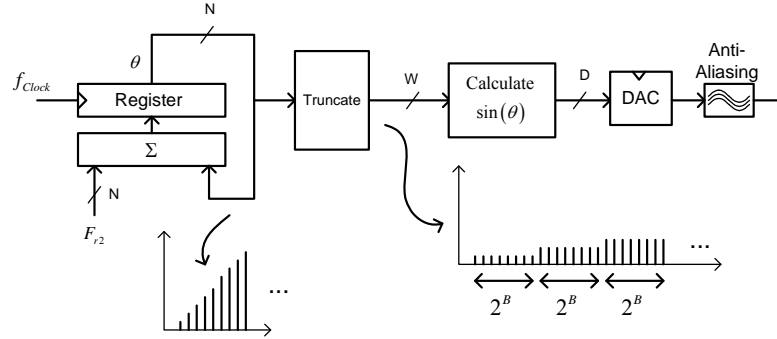 N
θ
f_Clock
Register
Σ
N
F_r2
Truncate
W
Calculate
sin(θ)
D
DAC
Anti-
Aliasing
...
...
2^B
2^B
2^B